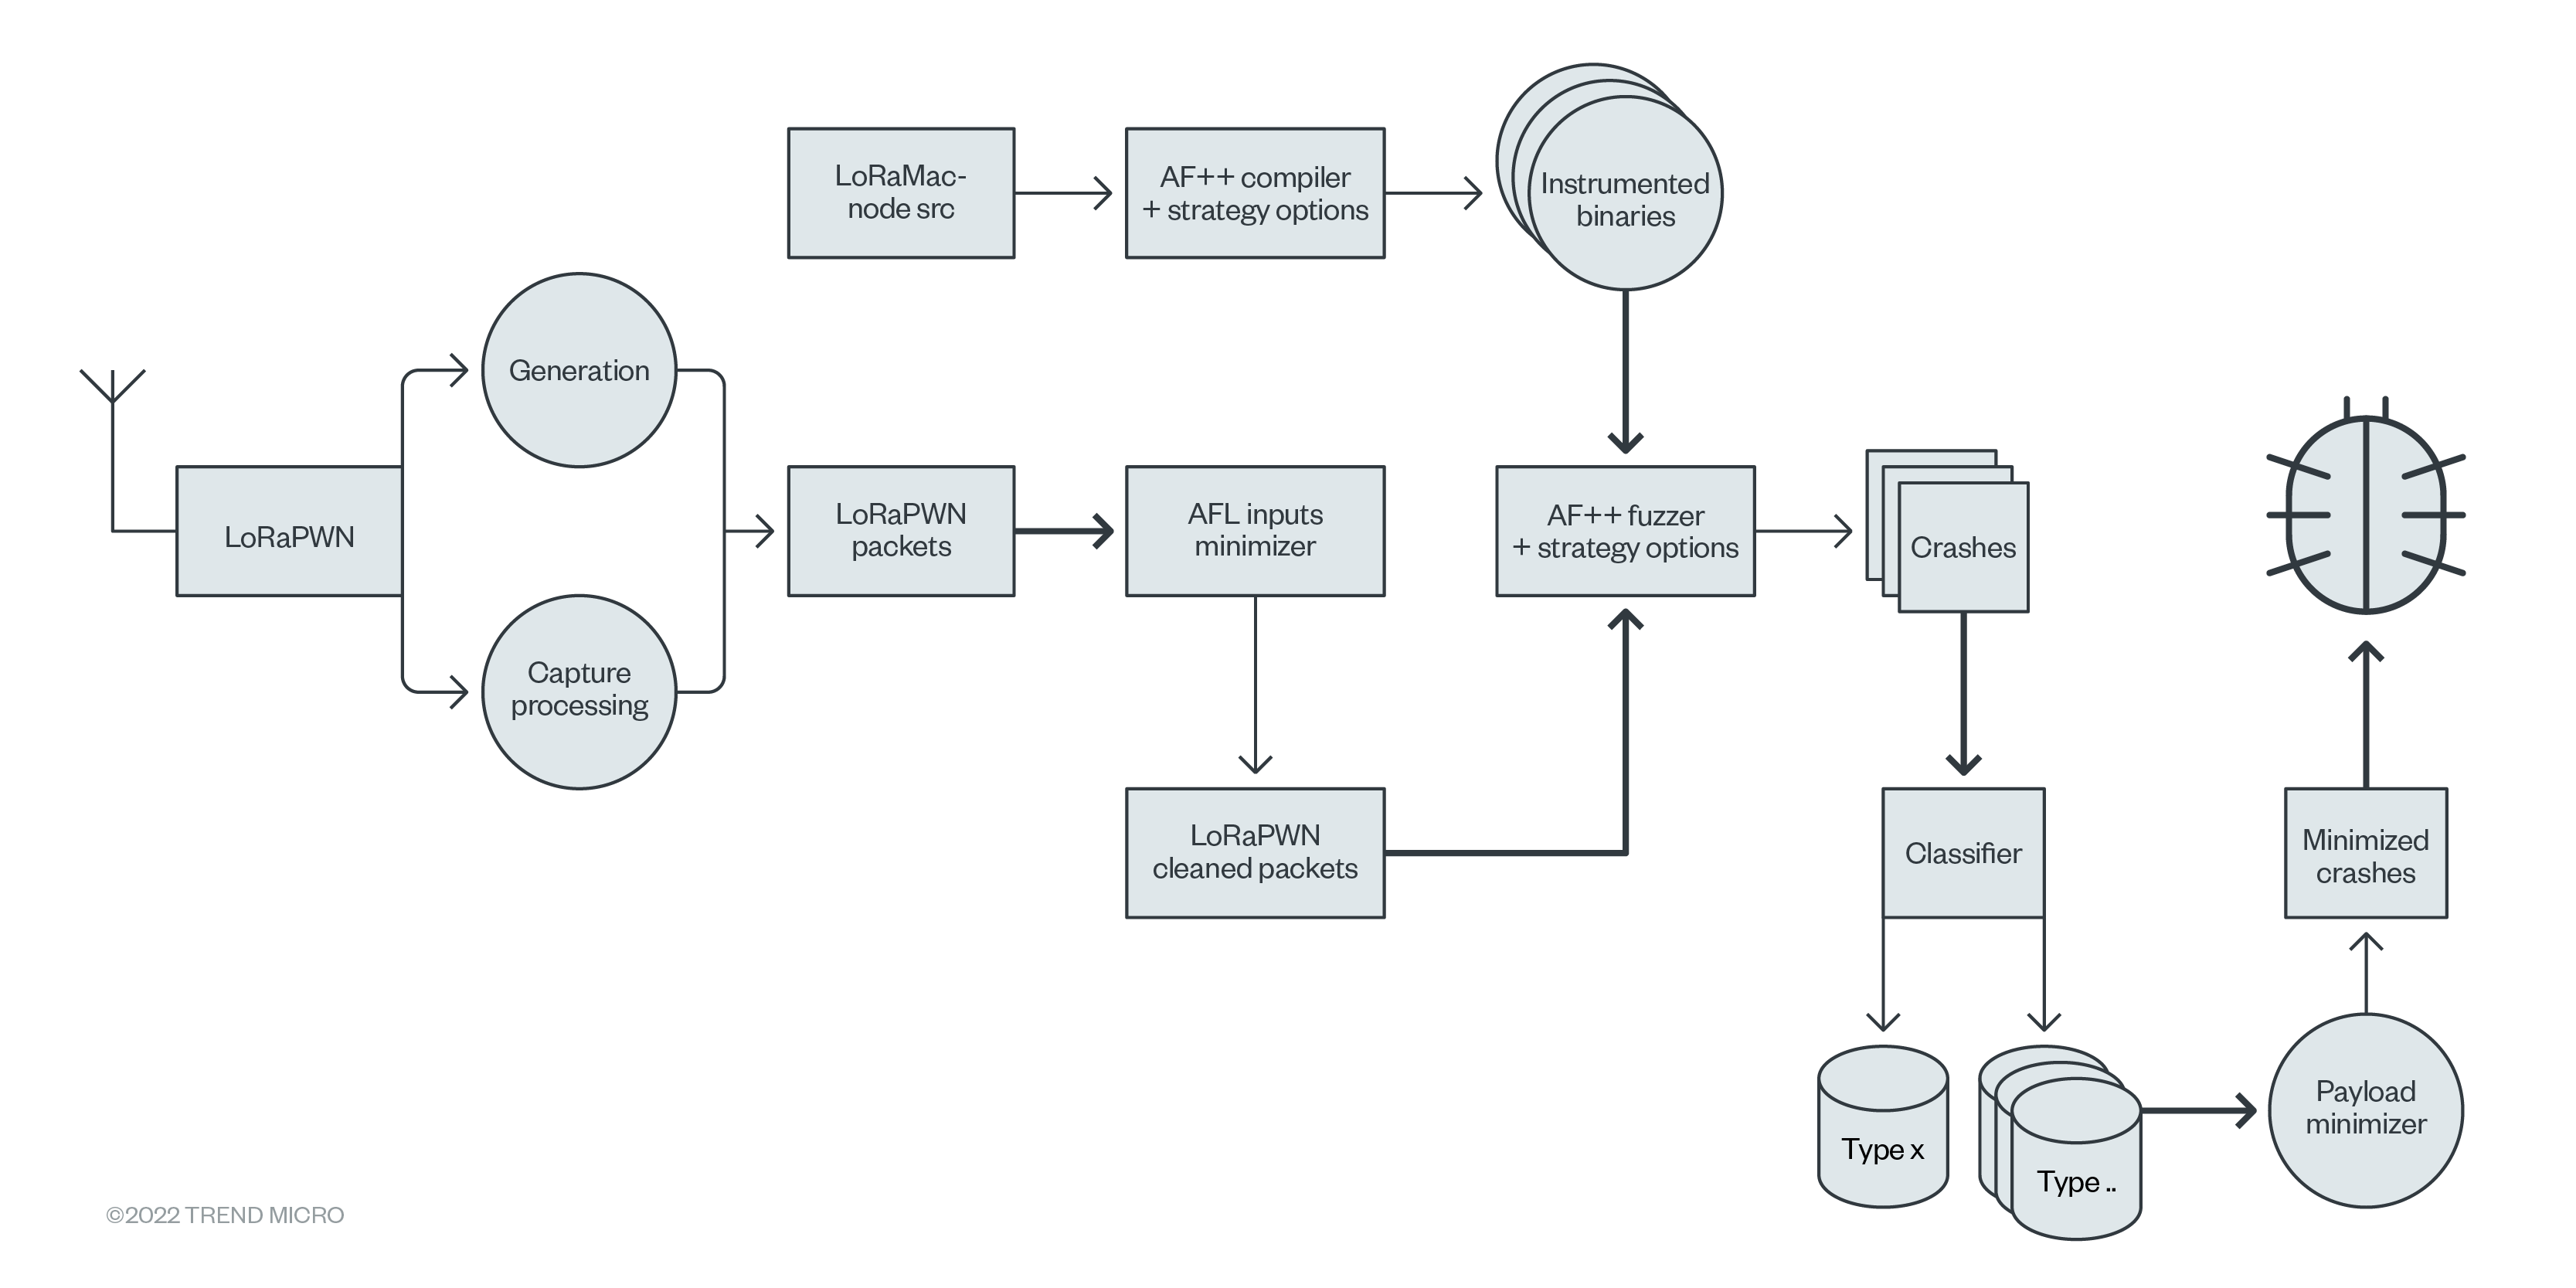 LoRaMac-
node src
AF++ compiler
+ strategy options
Instrumented
binaries
Generation
LoRaPWN
Capture
processing
LoRaPWN
packets
AFL inputs
minimizer
AF++ fuzzer
+ strategy options
Crashes
LoRaPWN
cleaned packets
Classifier
Minimized
crashes
Type x
Type ..
Payload
minimizer
©2022 TREND MICRO